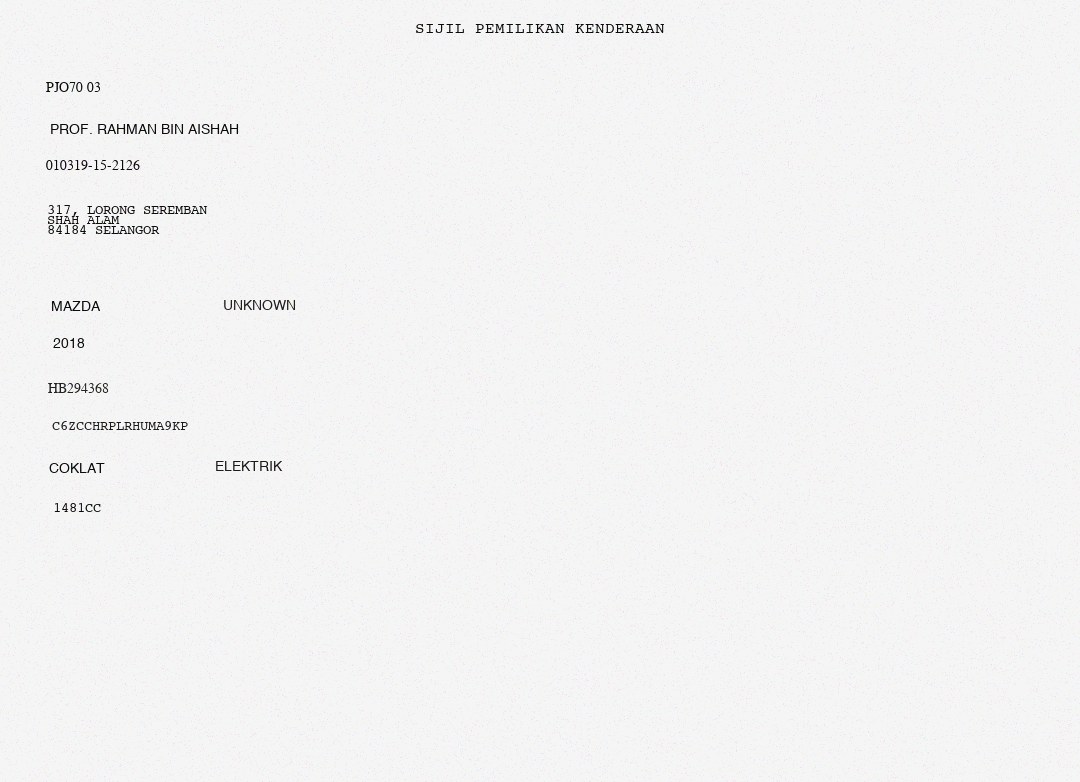 SIJIL PEMILIKAN KENDERAAN
PJO70 03
PROF. RAHMAN BIN AISHAH
010319-15-2126
317, LORONG SEREMBAN
SHAH ALAM
84184 SELANGOR
MAZDA UNKNOWN
2018
HB294368
C6ZCCHRPLRHUMA9KP
COKLAT ELEKTRIK
1481CC